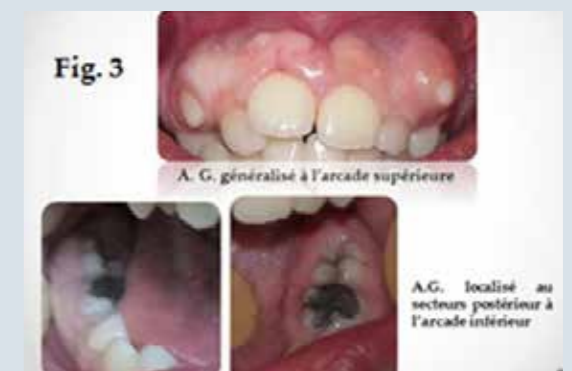 Fig. 3
A. G. généralisé à l'arcade supérieure
A.G. localisé au
secteurs postérieur à
l'arcade inférieur